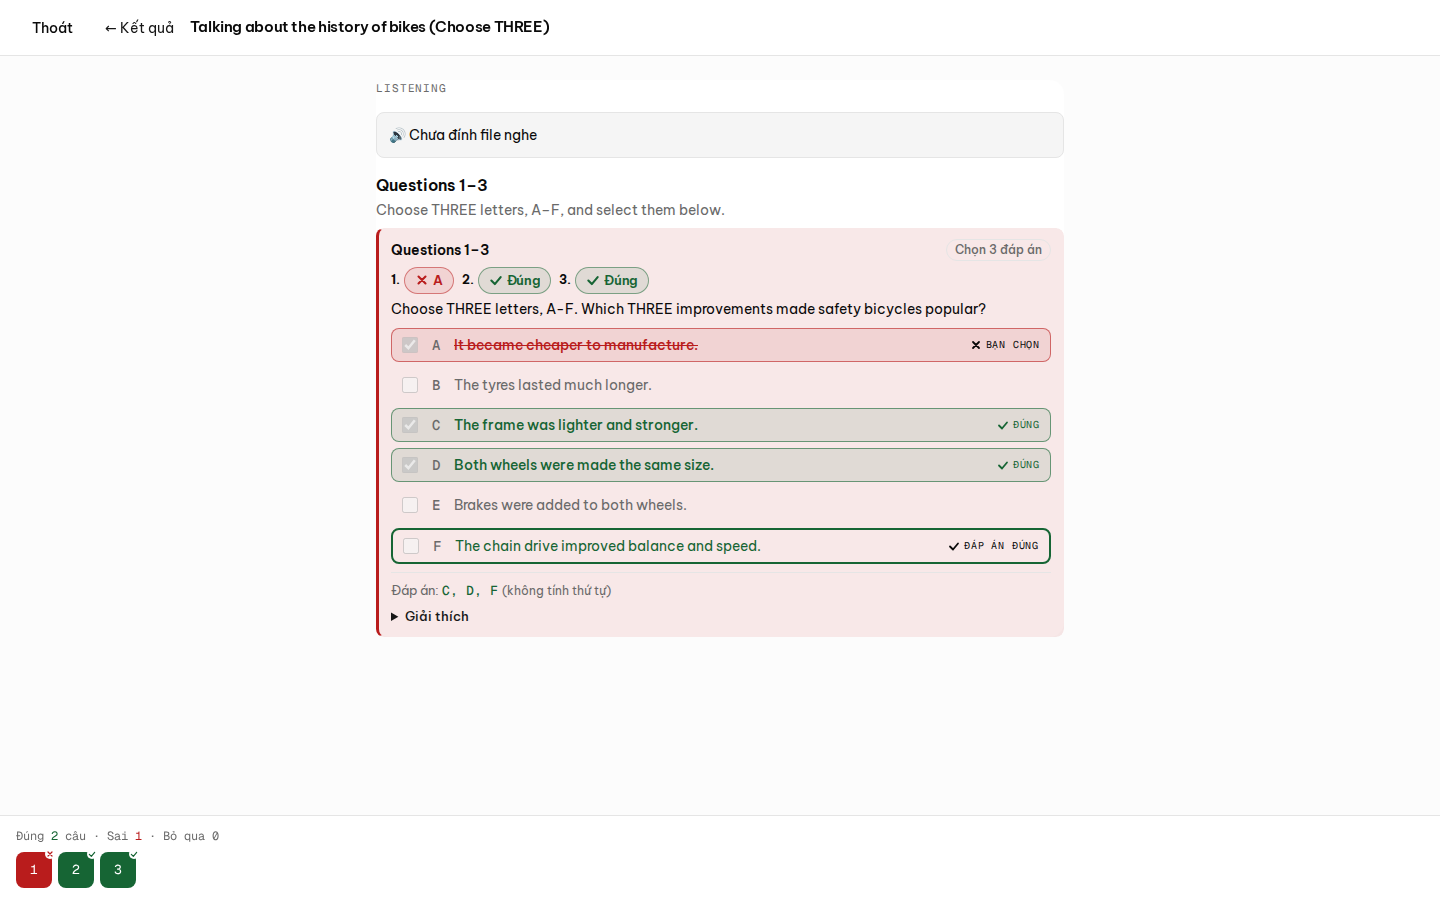 Thoát
← Kết quả
Talking about the history of bikes (Choose THREE)
LISTENING
🔊 Chưa đính file nghe
Questions 1–3
Choose THREE letters, A–F, and select them below.
Questions 1–3
Chọn 3 đáp án
1. ✕ A 2. ✓ Đúng 3. ✓ Đúng
Choose THREE letters, A-F. Which THREE improvements made safety bicycles popular?
A It became cheaper to manufacture. ✕ BẠN CHỌN
B The tyres lasted much longer.
C The frame was lighter and stronger. ✓ ĐÚNG
D Both wheels were made the same size. ✓ ĐÚNG
E Brakes were added to both wheels.
F The chain drive improved balance and speed. ✓ ĐÁP ÁN ĐÚNG
Đáp án: C, D, F (không tính thứ tự)
▶ Giải thích
Đúng 2 câu · Sai 1 · Bỏ qua 0
1 2 3